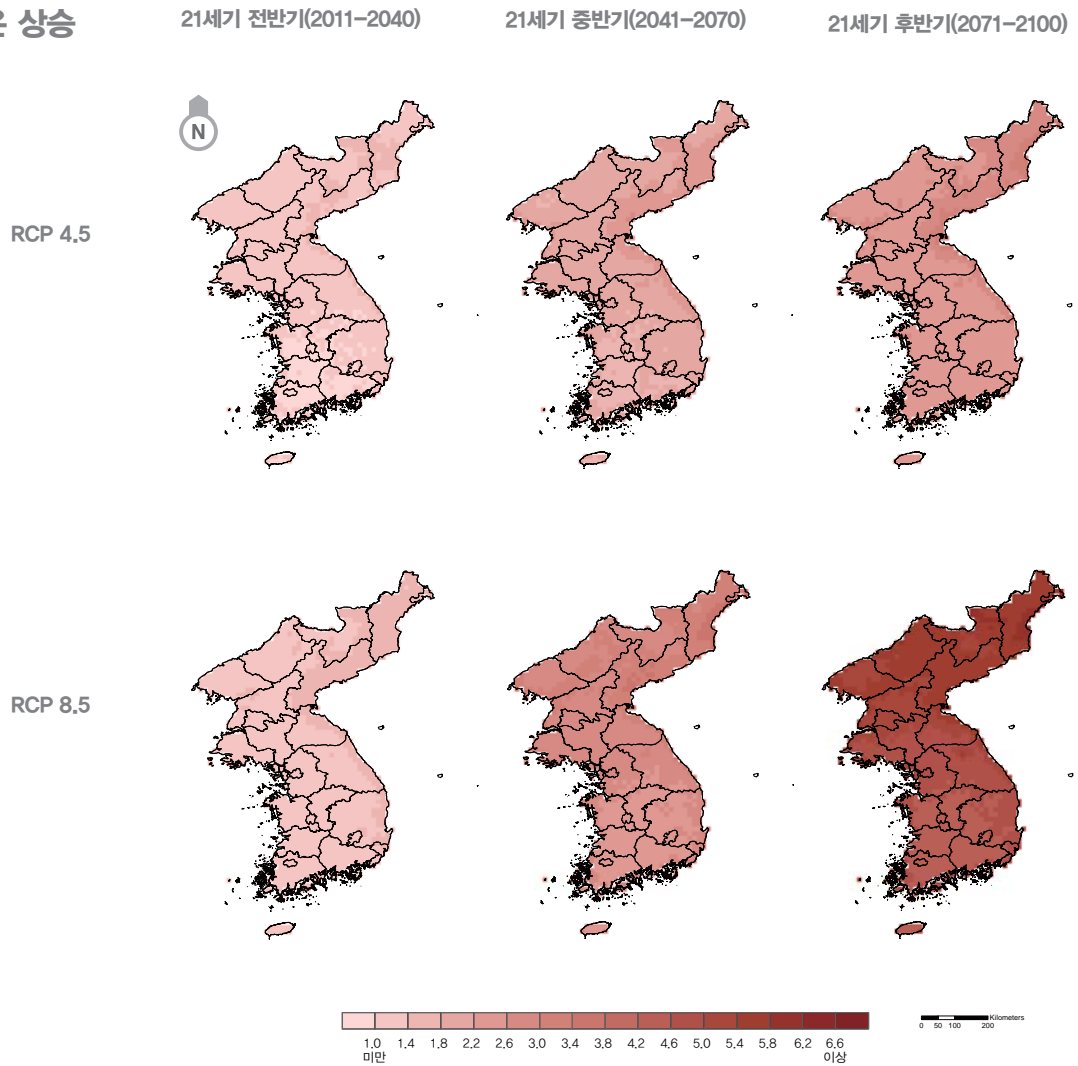 상승
21세기 전반기(2011-2040)
21세기 중반기(2041-2070)
21세기 후반기(2071-2100)
N
RCP 4.5
RCP 8.5
1.0 1.4 1.8 2.2 2.6 3.0 3.4 3.8 4.2 4.6 5.0 5.4 5.8 6.2 6.6
미만 이상
Kilometers
0 50 100 200